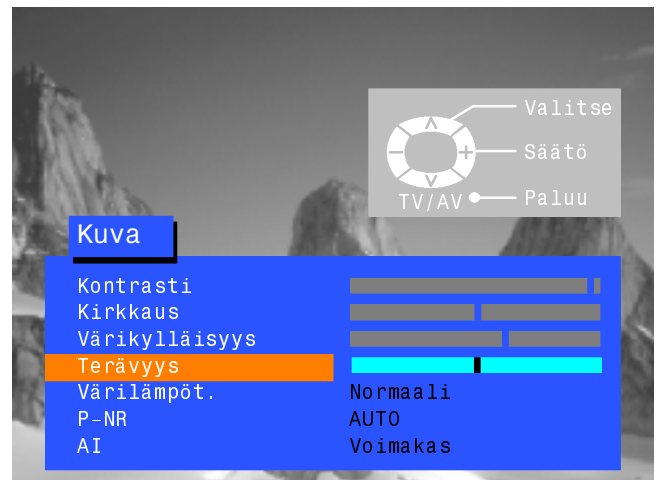 Valitse
Säätö
TV/AV Paluu
Kuva
Kontrasti
Kirkkaus
Värikylläisyys
Terävyys
Värilämpöt. Normaali
P-NR AUTO
AI Voimakas